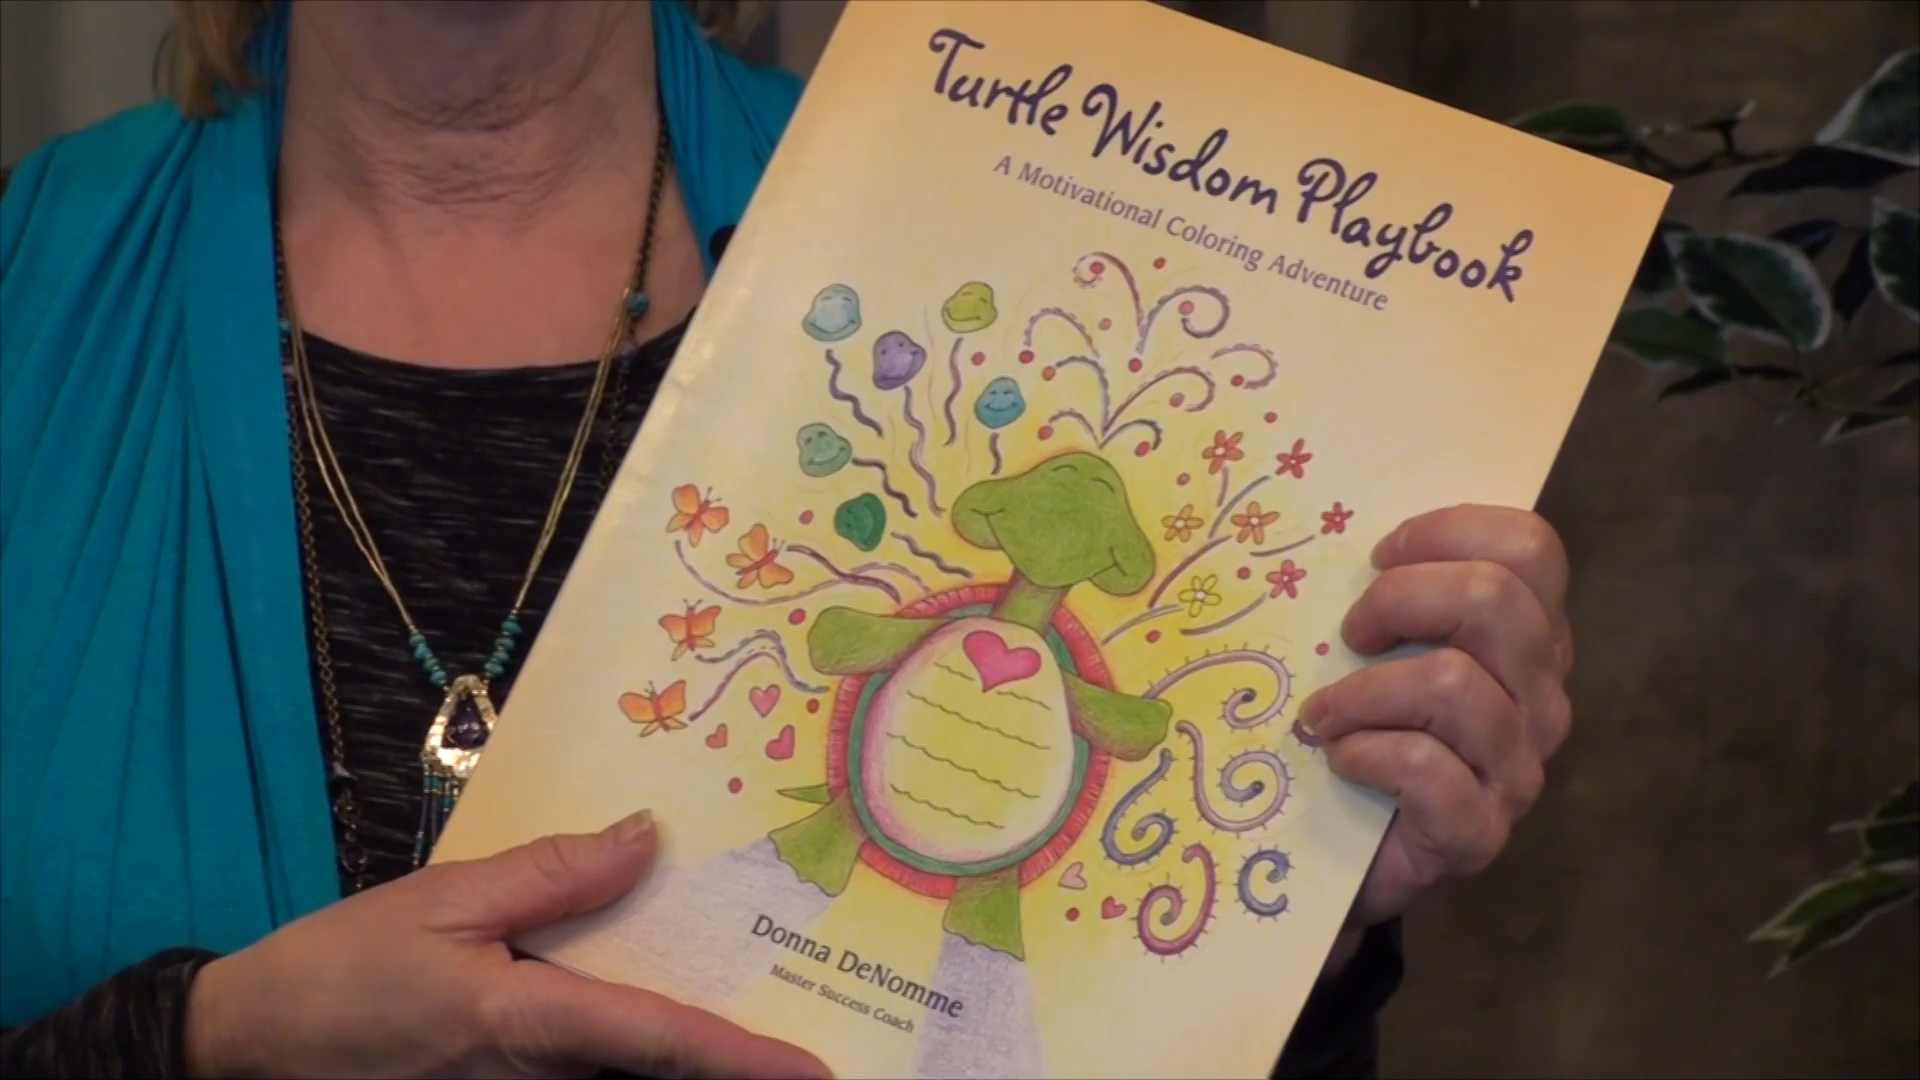 Turtle Wisdom Playbook
A Motivational Coloring Adventure
Donna DeNomme
Master Success Coach